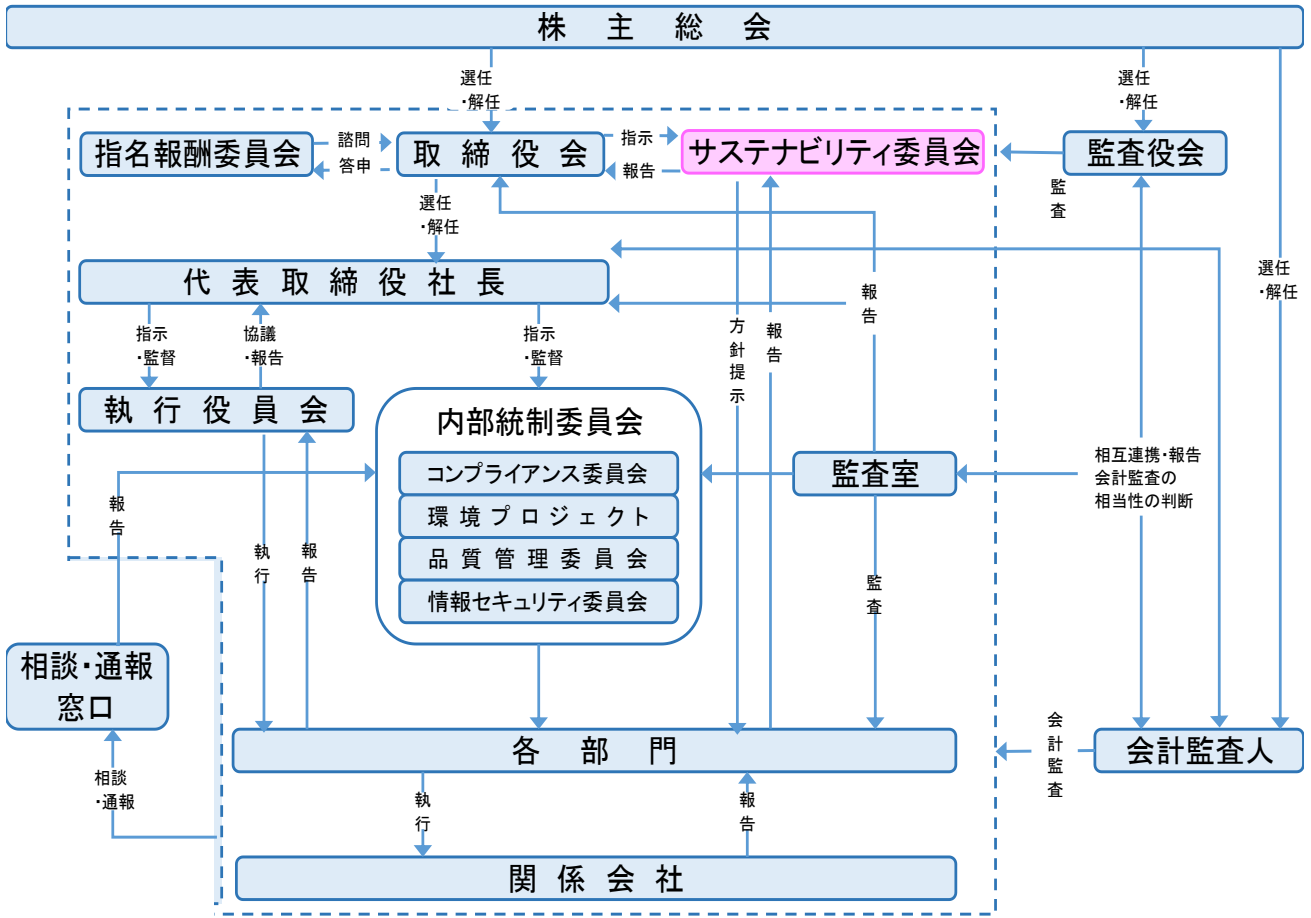 株主総会
選任
・解任
選任
・解任
選任
・解任
指名報酬委員会
諮問
答申
取締役会
指示
報告
サステナビリティ委員会
監査
監査役会
選任
・解任
代表取締役社長
指示
・監督
協議
・報告
指示
・監督
報告
方針提示
報告
執行役員会
内部統制委員会
コンプライアンス委員会
環境プロジェクト
品質管理委員会
情報セキュリティ委員会
監査室
相互連携・報告
会計監査の
相当性の判断
報告
執行
報告
監査
相談・通報
窓口
相談
・通報
各部門
会計監査
会計監査人
執行
報告
関係会社